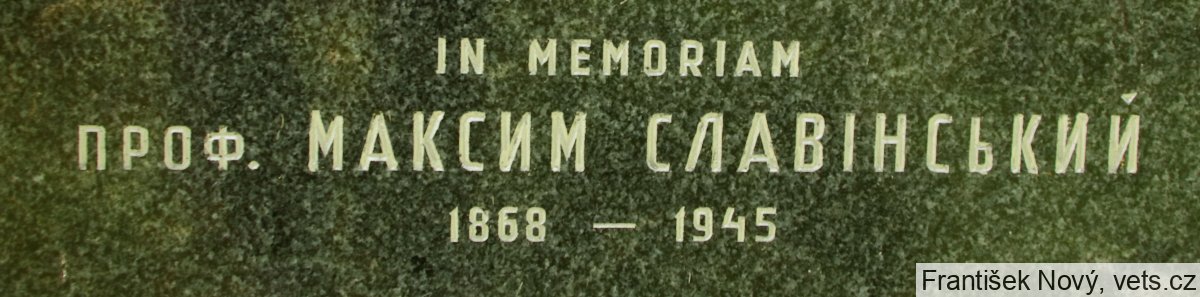 IN MEMORIAM
ПРОФ. МАКСИМ СЛАВІНСЬКИЙ
1868 — 1945
František Nový, vets.cz